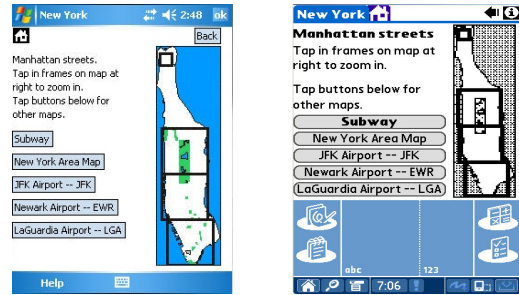 New York
2:48
ok
Back
Manhattan streets.
Tap in frames on map at
right to zoom in.
Tap buttons below for
other maps.
Subway
New York Area Map
JFK Airport -- JFK
Newark Airport -- EWR
LaGuardia Airport -- LGA
Help
New York
Manhattan streets
Tap in frames on map at
right to zoom in.
Tap buttons below for
other maps.
Subway
New York Area Map
JFK Airport -- JFK
Newark Airport -- EWR
LaGuardia Airport -- LGA
abc
123
7:06